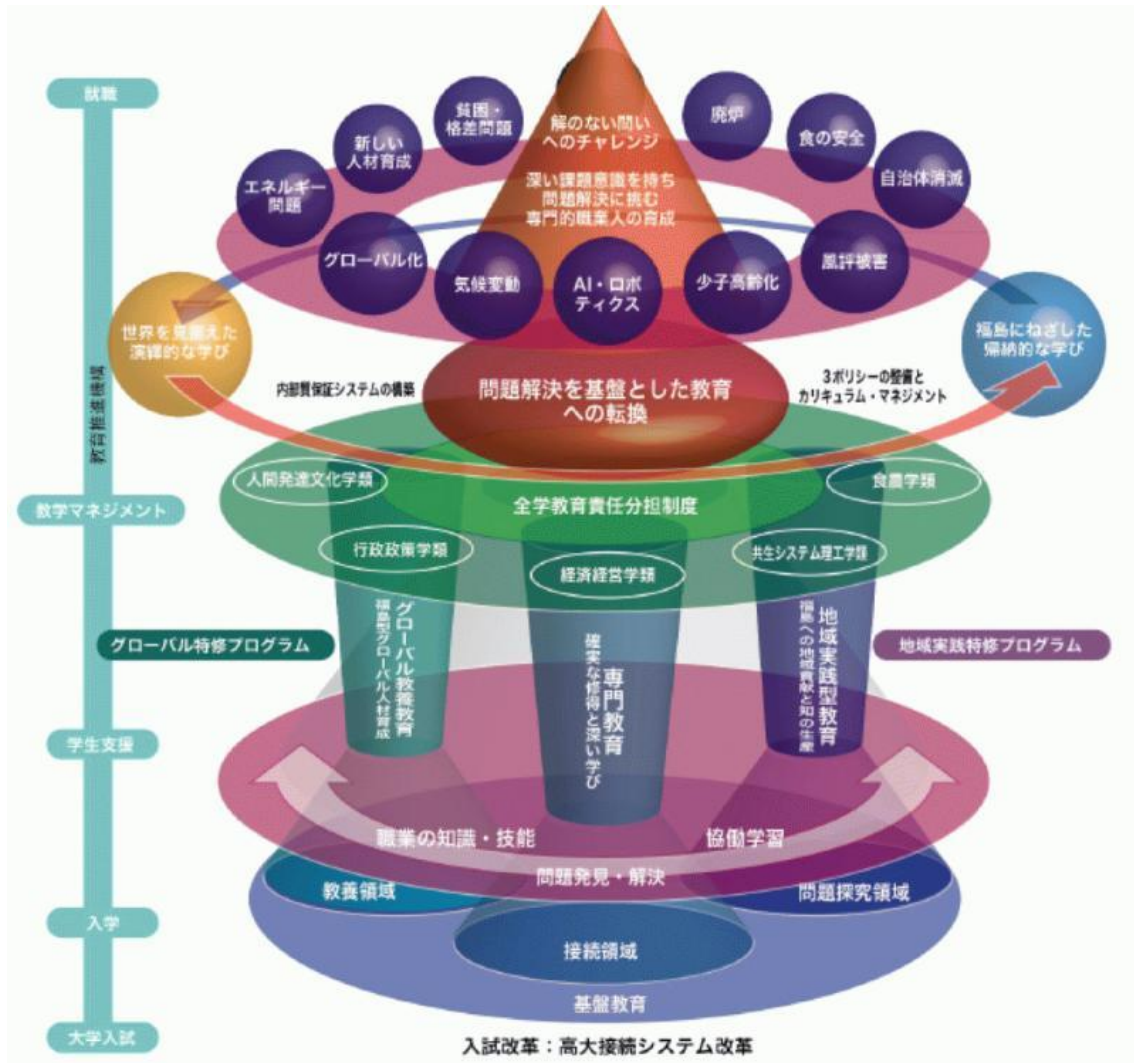 就職
貧困・
格差問題
廃炉
新しい
人材育成
解のない問い
へのチャレンジ
食の安全
エネルギー
問題
深い課題意識を持ち
問題解決に挑む
専門的職業人の育成
自治体消滅
グローバル化
気候変動
AI・ロボ
ティクス
少子高齢化
風評被害
世界を見据えた
演繹的な学び
福島にねざした
帰納的な学び
教育推進機構
内部質保証システムの構築
問題解決を基盤とした教育
への転換
3ポリシーの整備と
カリキュラム・マネジメント
人間発達文化学類
食農学類
教学マネジメント
全学教育責任分担制度
行政政策学類
経済経営学類
共生システム理工学類
グローバル特修プログラム
グローバル教養教育
福島型グローバル人材育成
専門教育
確実な修得と深い学び
地域実践型教育
福島への地域貢献と知の生産
地域実践特修プログラム
学生支援
職業の知識・技能
協働学習
問題発見・解決
教養領域
問題探究領域
入学
接続領域
基盤教育
大学入試
入試改革：高大接続システム改革